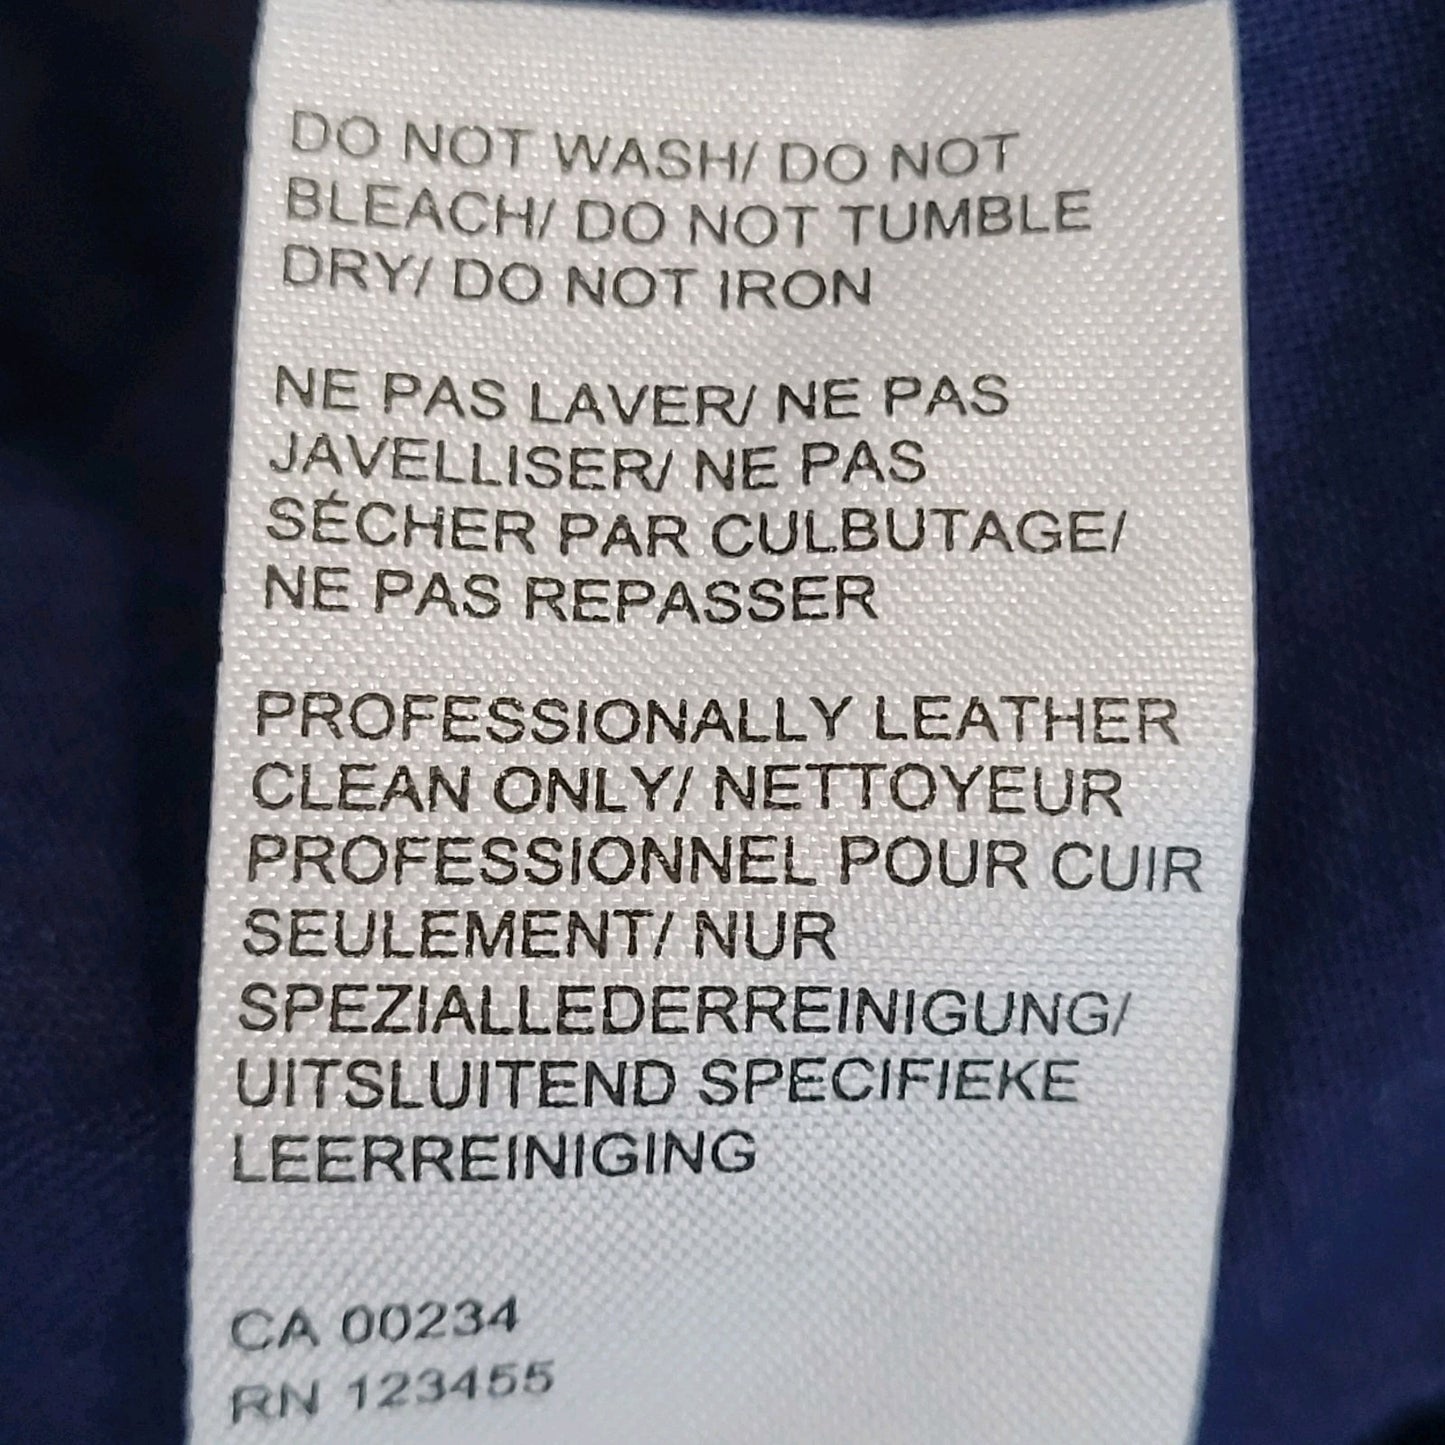 DO NOT WASH/ DO NOT
BLEACH/ DO NOT TUMBLE
DRY/ DO NOT IRON
NE PAS LAVER/ NE PAS
JAVELLISER/ NE PAS
SÉCHER PAR CULBUTAGE/
NE PAS REPASSER
PROFESSIONALLY LEATHER
CLEAN ONLY/ NETTOYEUR
PROFESSIONNEL POUR CUIR
SEULEMENT/ NUR
SPEZIALLEDERREINIGUNG/
UITSLUITEND SPECIFIEKE
LEERREINIGING
CA 00234
RN 123455